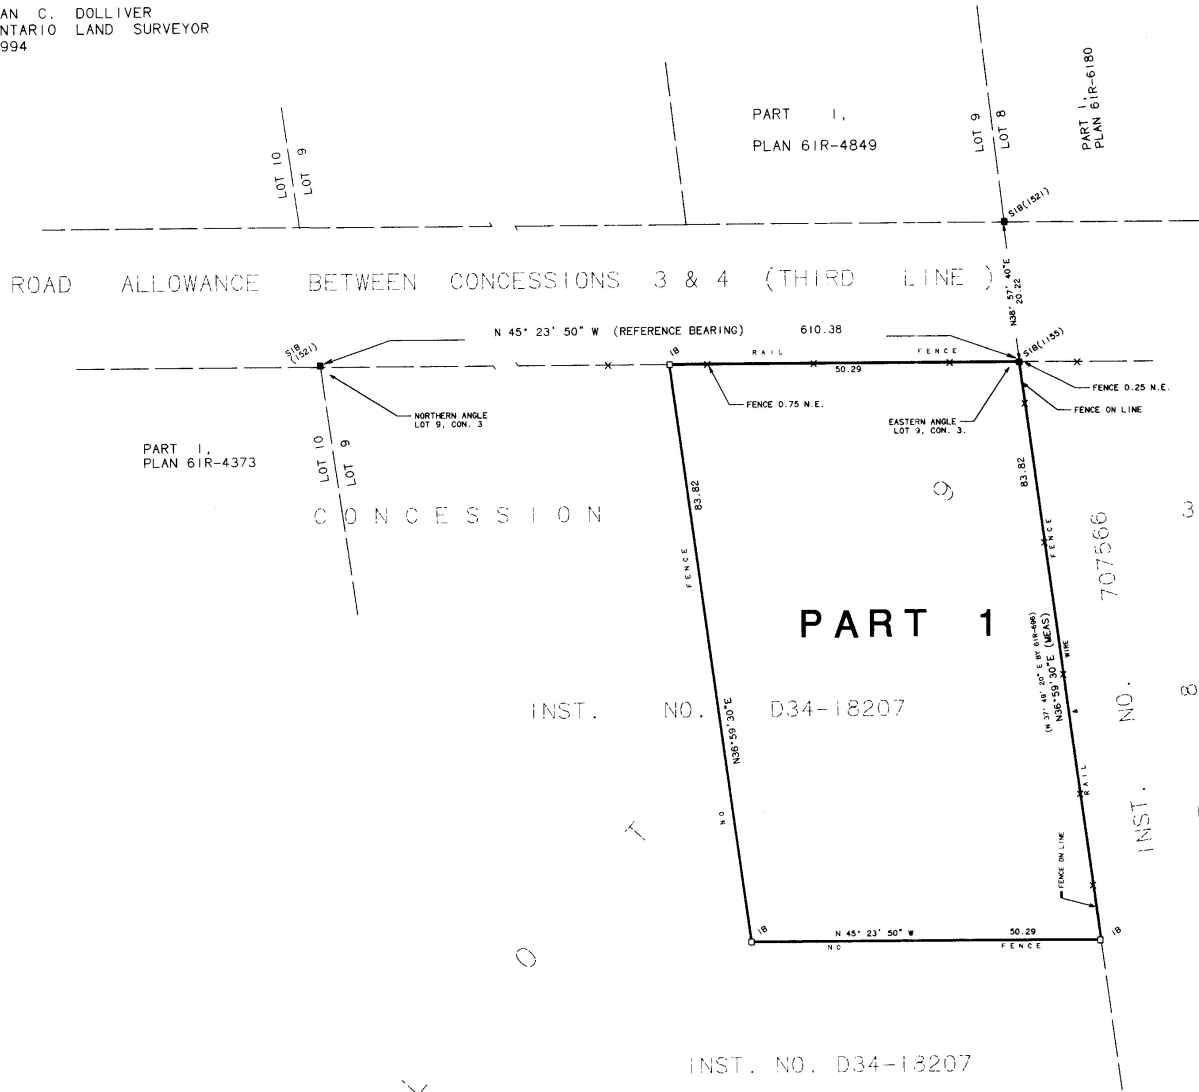 AN C. DOLLIVER
NTARIO LAND SURVEYOR
994
PART 1,
PLAN 61R-4849
LOT 9
LOT 8
PART 1,
PLAN 61R-6180
LOT 10
LOT 9
SIB(1521)
ROAD ALLOWANCE BETWEEN CONCESSIONS 3 & 4 (THIRD LINE)
N38° 57' 40"E
20.22
N 45° 23' 50" W (REFERENCE BEARING) 610.38
SIB
(1521)
IB
RAIL FENCE
SIB(1155)
50.29
FENCE 0.75 N.E.
FENCE 0.25 N.E.
FENCE ON LINE
NORTHERN ANGLE
LOT 9, CON. 3
EASTERN ANGLE
LOT 9, CON. 3.
PART 1,
PLAN 61R-4373
LOT 10
LOT 9
83.82
83.82
9
CONCESSION
3
FENCE
FENCE
707566
PART 1
(N 37° 49' 20" E BY 61R-696)
N36°59'30"E (MEAS)
WIRE
INST. NO. D34-18207
N36°59'30"E
NO.
8
RAIL
NO
INST.
T
FENCE ON LINE
IB
N 45° 23' 50" W 50.29
IB
NO FENCE
O
INST. NO. D34-18207